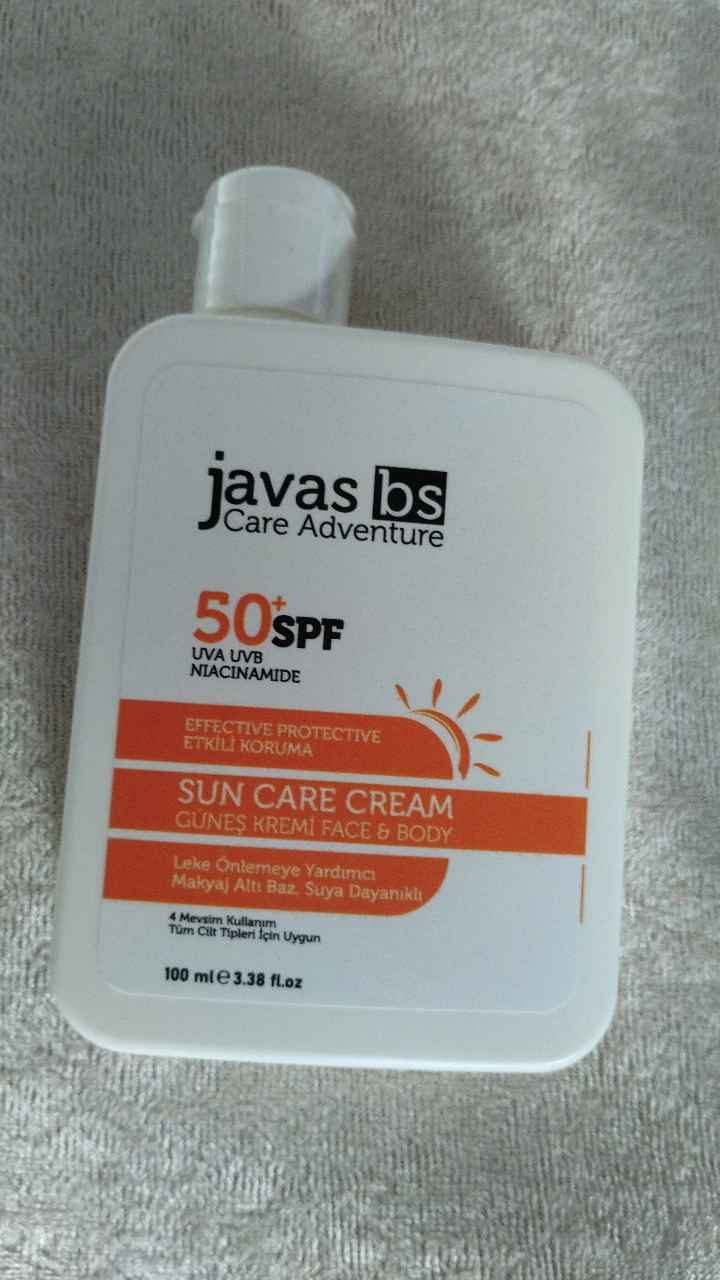 javas bs
Care Adventure
50+ SPF
UVA UVB
NIACINAMIDE
EFFECTIVE PROTECTIVE
ETKİLİ KORUMA
SUN CARE CREAM
GÜNEŞ KREMİ FACE & BODY
Leke Önlemeye Yardımcı
Makyaj Altı Baz, Suya Dayanıklı
4 Mevsim Kullanım
Tüm Cilt Tipleri İçin Uygun
100 ml ℮ 3.38 fl.oz